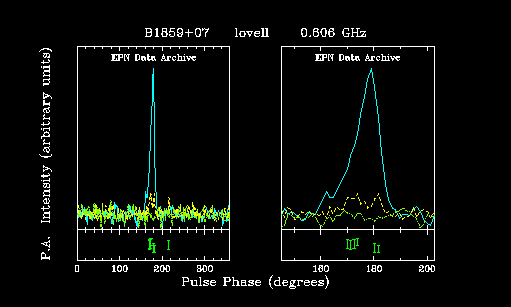 B1859+07 lovell 0.606 GHz
EPN Data Archive EPN Data Archive
P.A. Intensity (arbitrary units)
0 100 200 300 160 180 200
Pulse Phase (degrees)